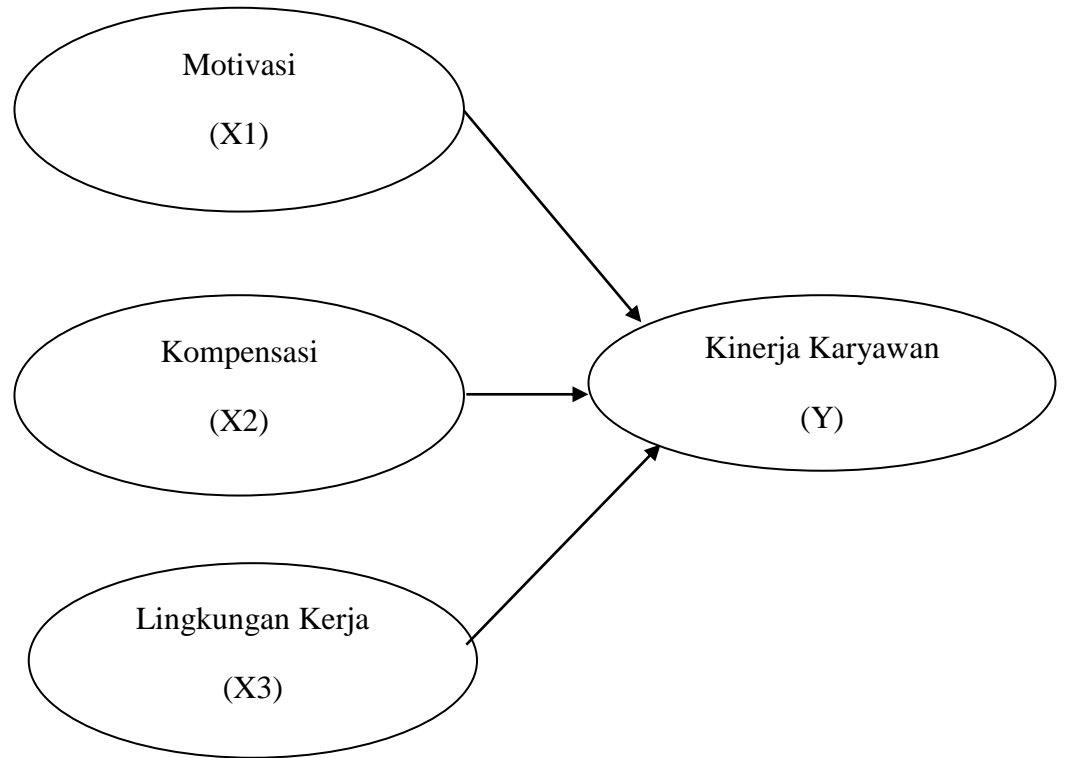 Motivasi
(X1)
Kompensasi
(X2)
Kinerja Karyawan
(Y)
Lingkungan Kerja
(X3)